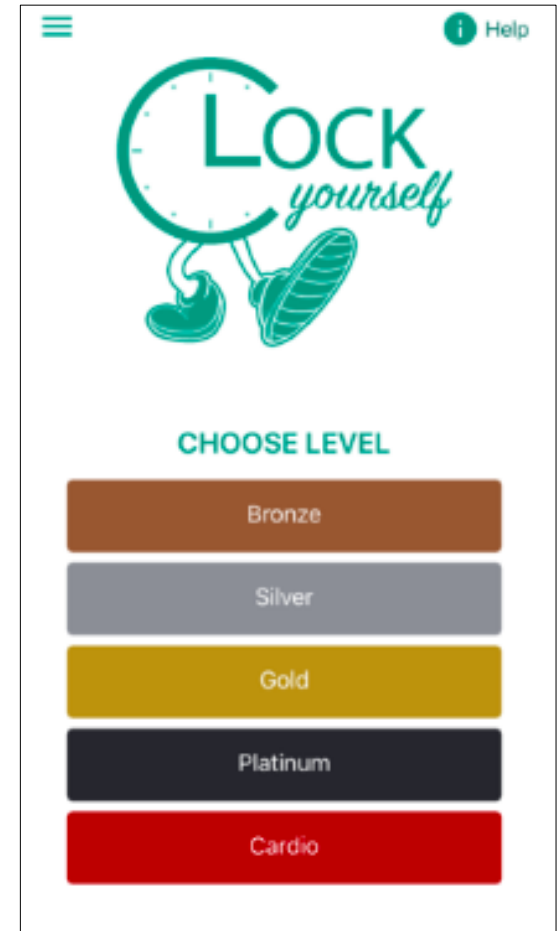 Help
CLOCK
yourself
CHOOSE LEVEL
Bronze
Silver
Gold
Platinum
Cardio